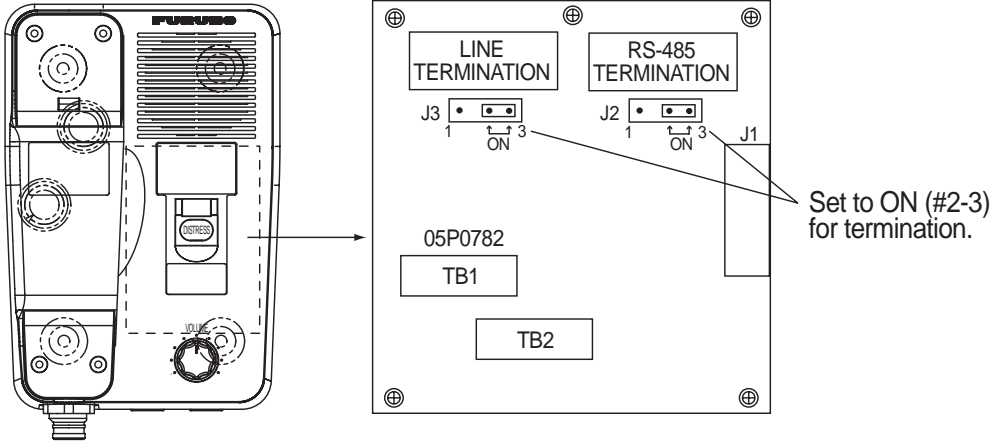 FURUNO
DISTRESS
VOLUME
LINE
TERMINATION
RS-485
TERMINATION
J3
1
3
ON
J2
1
3
ON
J1
Set to ON (#2-3)
for termination.
05P0782
TB1
TB2